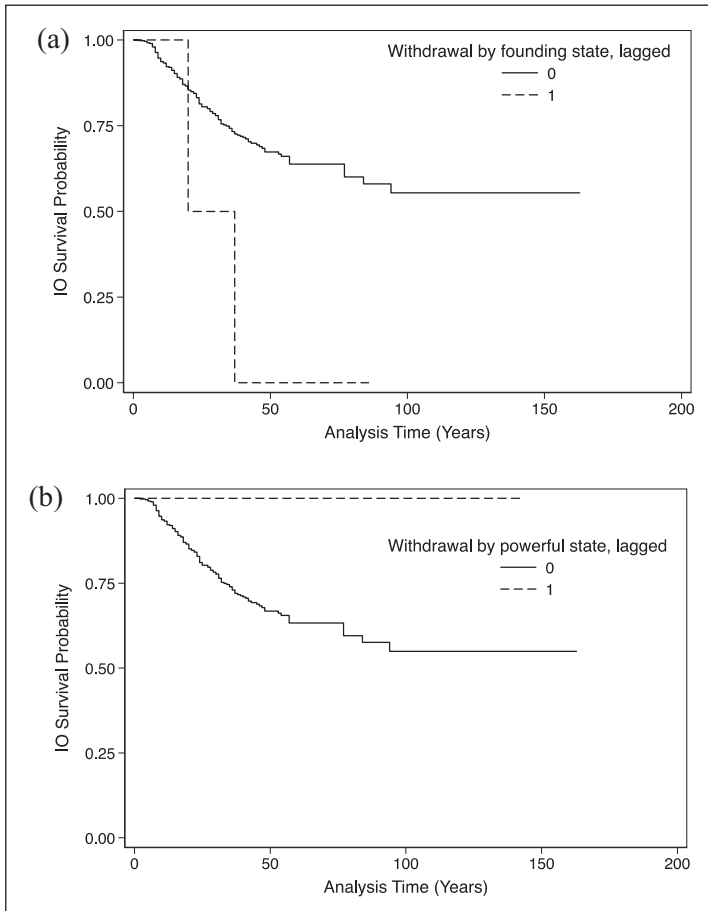 (a)
Withdrawal by founding state, lagged
0
1
IO Survival Probability
1.00
0.75
0.50
0.25
0.00
0 50 100 150 200
Analysis Time (Years)
(b)
Withdrawal by powerful state, lagged
0
1
IO Survival Probability
1.00
0.75
0.50
0.25
0.00
0 50 100 150 200
Analysis Time (Years)